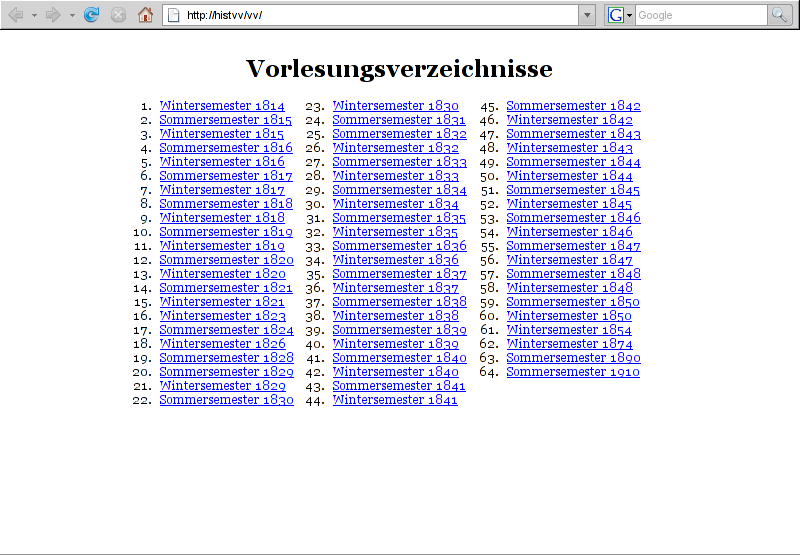 http://histvv/vv/
Google
Vorlesungsverzeichnisse
1. Wintersemester 1814
2. Sommersemester 1815
3. Wintersemester 1815
4. Sommersemester 1816
5. Wintersemester 1816
6. Sommersemester 1817
7. Wintersemester 1817
8. Sommersemester 1818
9. Wintersemester 1818
10. Sommersemester 1819
11. Wintersemester 1819
12. Sommersemester 1820
13. Wintersemester 1820
14. Sommersemester 1821
15. Wintersemester 1821
16. Wintersemester 1823
17. Sommersemester 1824
18. Wintersemester 1826
19. Sommersemester 1828
20. Sommersemester 1829
21. Wintersemester 1829
22. Sommersemester 1830
23. Wintersemester 1830
24. Sommersemester 1831
25. Sommersemester 1832
26. Wintersemester 1832
27. Sommersemester 1833
28. Wintersemester 1833
29. Sommersemester 1834
30. Wintersemester 1834
31. Sommersemester 1835
32. Wintersemester 1835
33. Sommersemester 1836
34. Wintersemester 1836
35. Sommersemester 1837
36. Wintersemester 1837
37. Sommersemester 1838
38. Wintersemester 1838
39. Sommersemester 1839
40. Wintersemester 1839
41. Sommersemester 1840
42. Wintersemester 1840
43. Sommersemester 1841
44. Wintersemester 1841
45. Sommersemester 1842
46. Wintersemester 1842
47. Sommersemester 1843
48. Wintersemester 1843
49. Sommersemester 1844
50. Wintersemester 1844
51. Sommersemester 1845
52. Wintersemester 1845
53. Sommersemester 1846
54. Wintersemester 1846
55. Sommersemester 1847
56. Wintersemester 1847
57. Sommersemester 1848
58. Wintersemester 1848
59. Sommersemester 1850
60. Wintersemester 1850
61. Wintersemester 1854
62. Wintersemester 1874
63. Sommersemester 1890
64. Sommersemester 1910